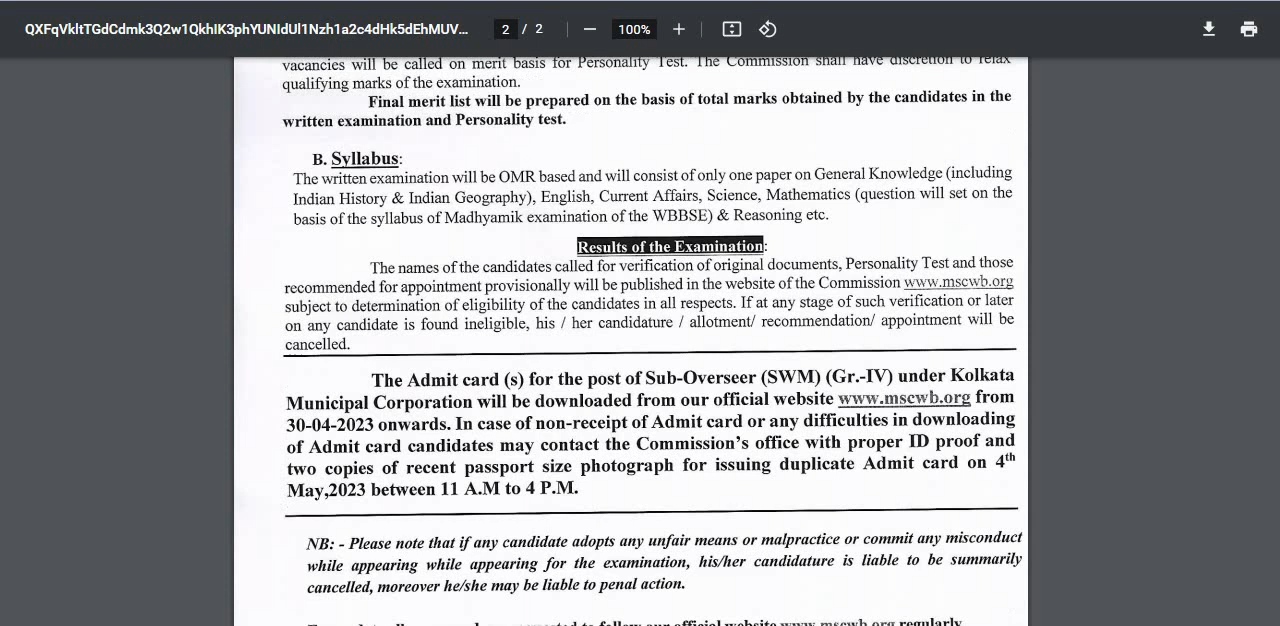 QXFqVkltTGdCdmk3Q2w1QkhIK3phYUNIdUl1Nzh1a2c4dHk5dEhMUV... 2 / 2 100%
vacancies will be called on merit basis for Personality Test. The Commission shall have discretion to relax
qualifying marks of the examination.
Final merit list will be prepared on the basis of total marks obtained by the candidates in the
written examination and Personality test.
B. Syllabus:
The written examination will be OMR based and will consist of only one paper on General Knowledge (including
Indian History & Indian Geography), English, Current Affairs, Science, Mathematics (question will set on the
basis of the syllabus of Madhyamik examination of the WBBSE) & Reasoning etc.
Results of the Examination:
The names of the candidates called for verification of original documents, Personality Test and those
recommended for appointment provisionally will be published in the website of the Commission www.mscwb.org
subject to determination of eligibility of the candidates in all respects. If at any stage of such verification or later
on any candidate is found ineligible, his / her candidature / allotment/ recommendation/ appointment will be
cancelled.
The Admit card (s) for the post of Sub-Overseer (SWM) (Gr.-IV) under Kolkata
Municipal Corporation will be downloaded from our official website www.mscwb.org from
30-04-2023 onwards. In case of non-receipt of Admit card or any difficulties in downloading
of Admit card candidates may contact the Commission's office with proper ID proof and
two copies of recent passport size photograph for issuing duplicate Admit card on 4th
May,2023 between 11 A.M to 4 P.M.
NB: - Please note that if any candidate adopts any unfair means or malpractice or commit any misconduct
while appearing while appearing for the examination, his/her candidature is liable to be summarily
cancelled, moreover he/she may be liable to penal action.
follow our official website www.mscwb.org regularly